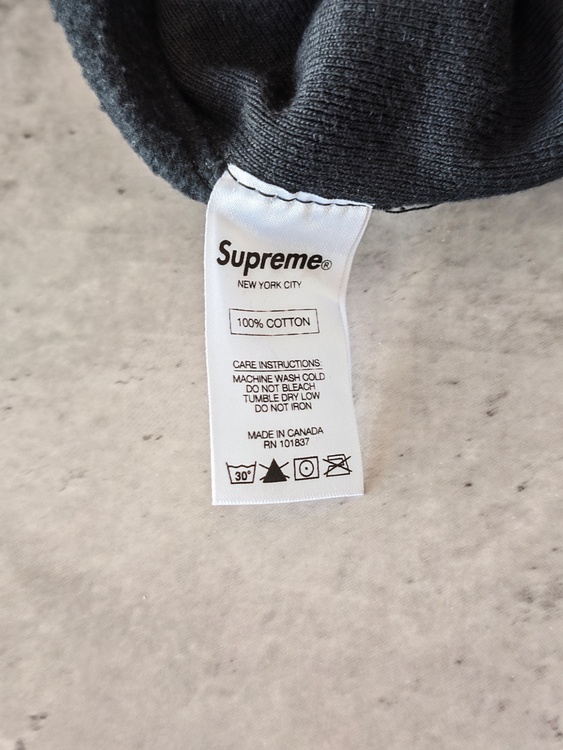 Supreme®
NEW YORK CITY
100% COTTON
CARE INSTRUCTIONS
MACHINE WASH COLD
DO NOT BLEACH
TUMBLE DRY LOW
DO NOT IRON
MADE IN CANADA
RN 101837
30°